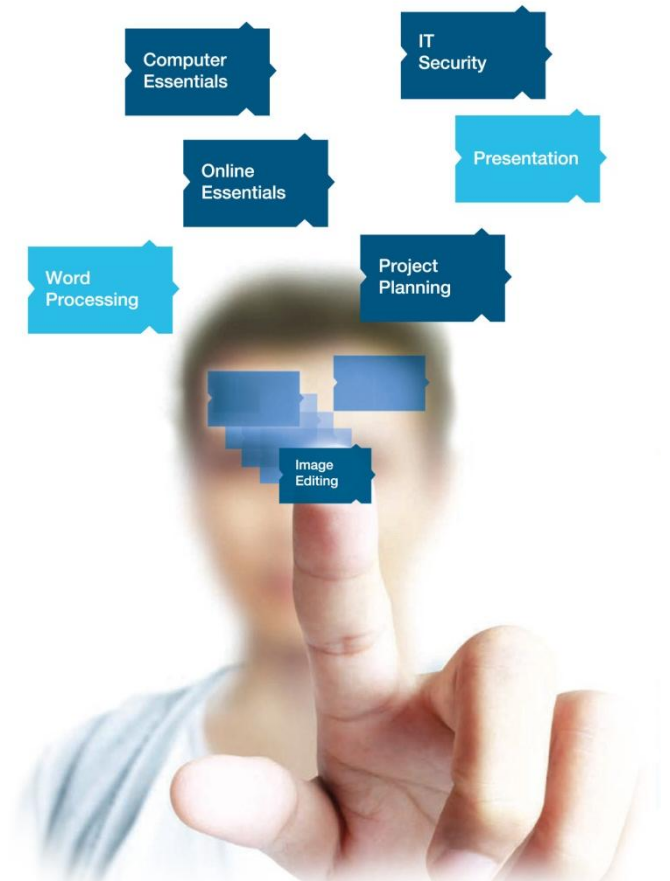 Computer
Essentials
IT
Security
Online
Essentials
Presentation
Word
Processing
Project
Planning
Image
Editing